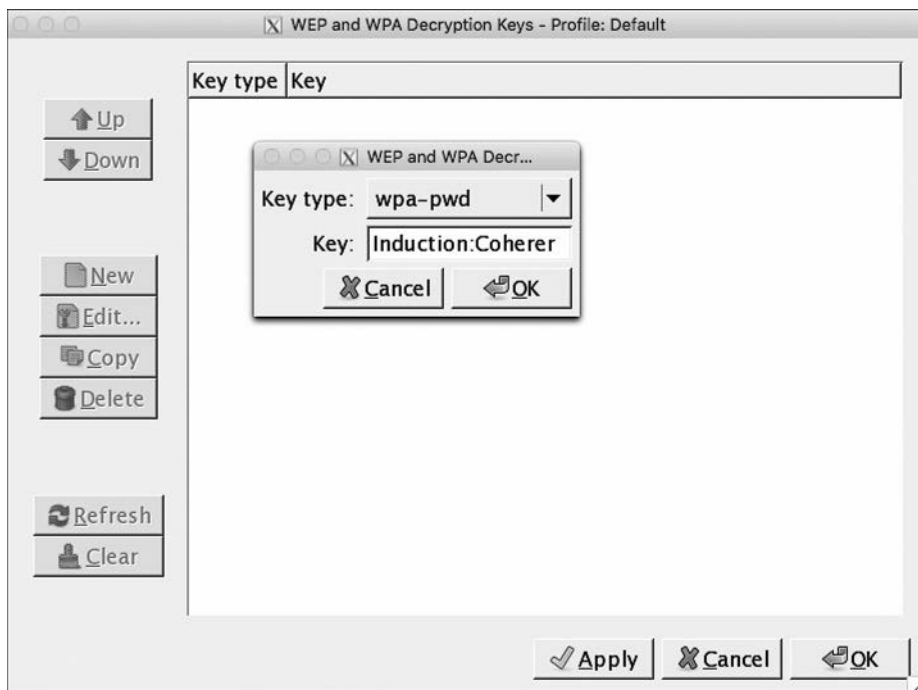 WEP and WPA Decryption Keys - Profile: Default
Key type Key
Up
Down
WEP and WPA Decr...
Key type: wpa-pwd
Key: Induction:Coherer
Cancel OK
New
Edit...
Copy
Delete
Refresh
Clear
Apply Cancel OK